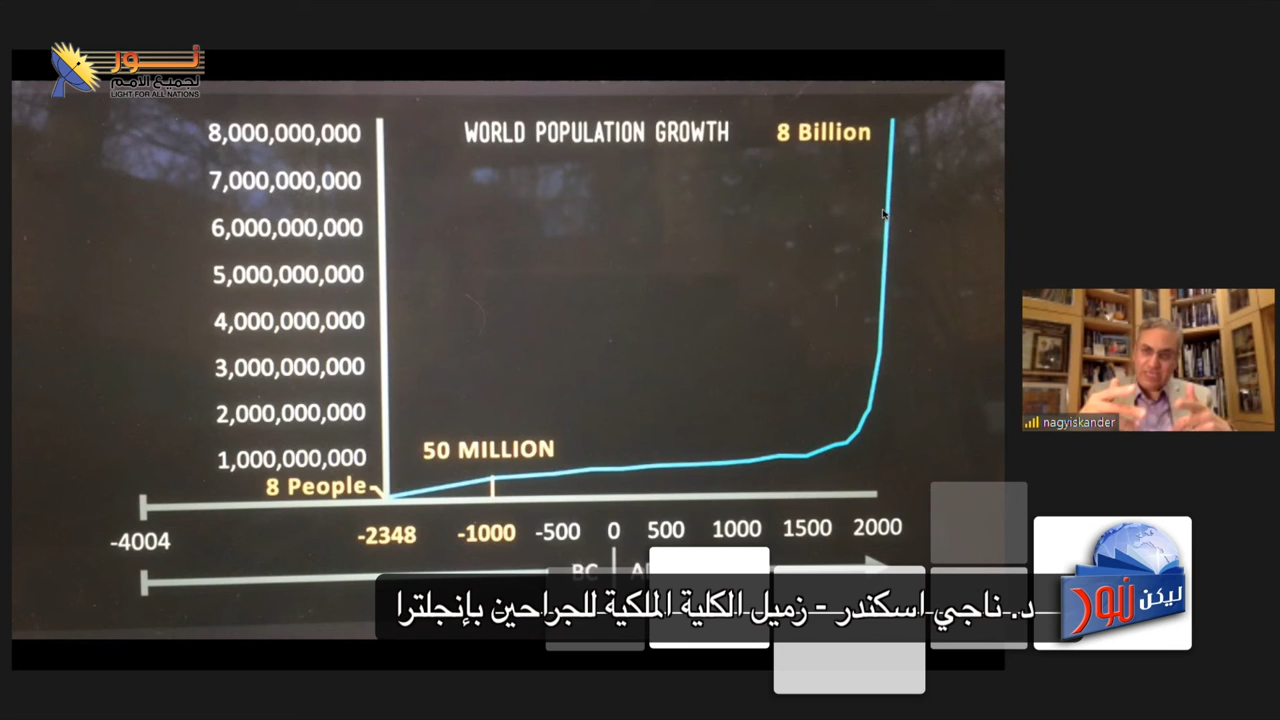 نور
لجميع الامم
LIGHT FOR ALL NATIONS
WORLD POPULATION GROWTH
8 Billion
8,000,000,000
7,000,000,000
6,000,000,000
5,000,000,000
4,000,000,000
3,000,000,000
2,000,000,000
1,000,000,000
50 MILLION
8 People
-4004
-2348
-1000
-500
0
500
1000
1500
2000
BC
nagyiskander
د. ناجي اسكندر - زميل الكلية الملكية للجراحين بإنجلترا
ليكن نور